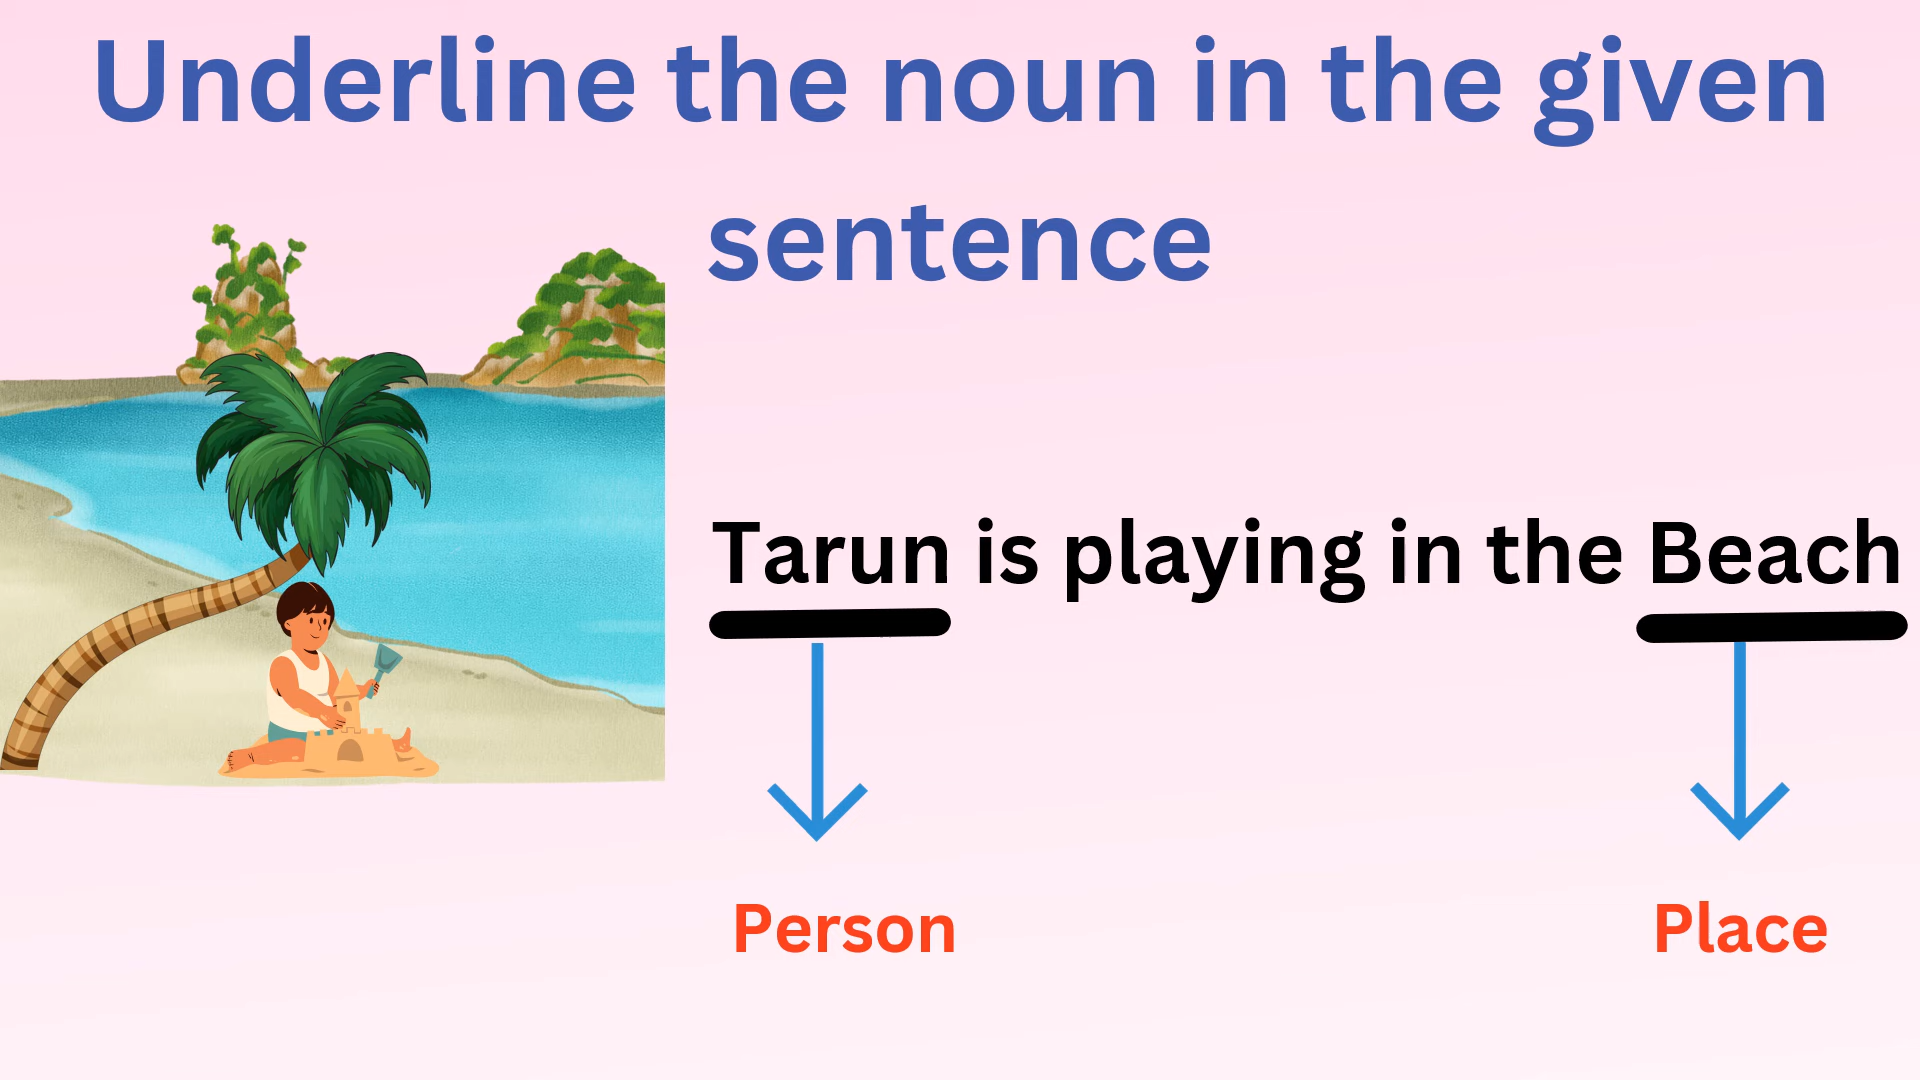 Underline the noun in the given
sentence
Tarun is playing in the Beach
Person
Place